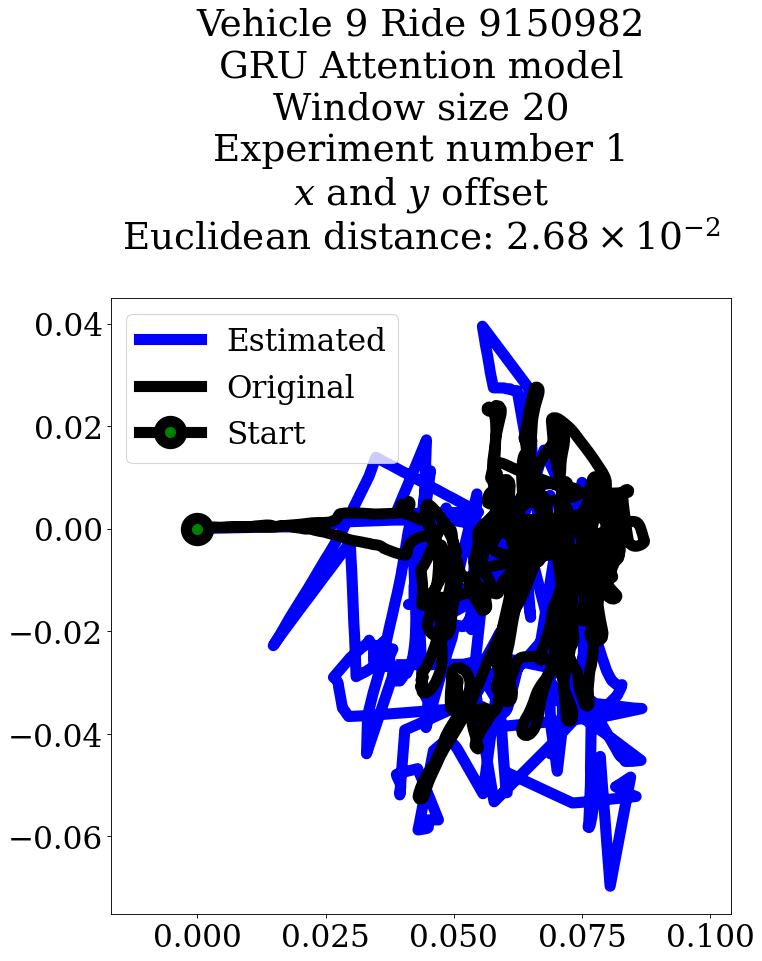 Vehicle 9 Ride 9150982
GRU Attention model
Window size 20
Experiment number 1
x and y offset
Euclidean distance: 2.68 × 10⁻²
Estimated
Original
Start
0.04
0.02
0.00
−0.02
−0.04
−0.06
0.000 0.025 0.050 0.075 0.100